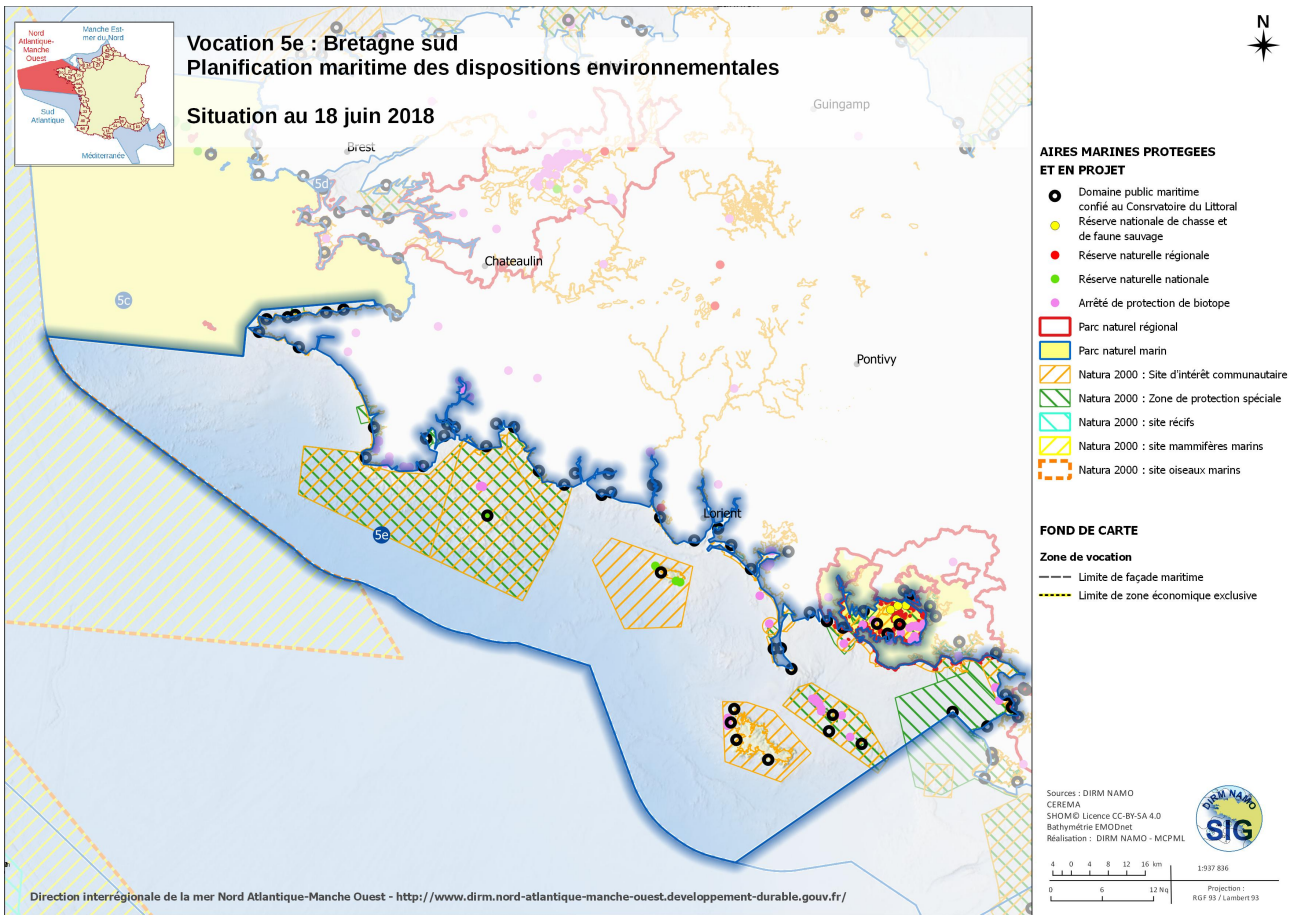 Nord
Atlantique-
Manche
Ouest
Manche Est-
mer du Nord
Sud
Atlantique
Méditerranée
Vocation 5e : Bretagne sud
Planification maritime des dispositions environnementales
Situation au 18 juin 2018
N
Guingamp
Brest
5d
Chateaulin
5c
Pontivy
Lorient
5e
AIRES MARINES PROTEGEES
ET EN PROJET
Domaine public maritime
confié au Consrvatoire du Littoral
Réserve nationale de chasse et
de faune sauvage
Réserve naturelle régionale
Réserve naturelle nationale
Arrêté de protection de biotope
Parc naturel régional
Parc naturel marin
Natura 2000 : Site d'intérêt communautaire
Natura 2000 : Zone de protection spéciale
Natura 2000 : site récifs
Natura 2000 : site mammifères marins
Natura 2000 : site oiseaux marins
FOND DE CARTE
Zone de vocation
Limite de façade maritime
Limite de zone économique exclusive
Sources : DIRM NAMO
CEREMA
SHOM© Licence CC-BY-SA 4.0
Bathymétrie EMODnet
Réalisation : DIRM NAMO - MCPML
DIRM NAMO
SIG
4 0 4 8 12 16 km
0 6 12 Nq
1:937 836
Projection :
RGF 93 / Lambert 93
Direction interrégionale de la mer Nord Atlantique-Manche Ouest - http://www.dirm.nord-atlantique-manche-ouest.developpement-durable.gouv.fr/